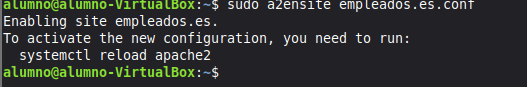 alumno@alumno-VirtualBox:~$ sudo a2ensite empleados.es.conf
Enabling site empleados.es.
To activate the new configuration, you need to run:
  systemctl reload apache2
alumno@alumno-VirtualBox:~$